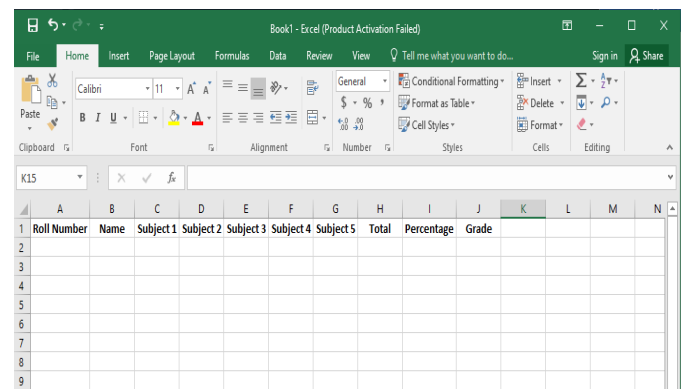 Book1 - Excel (Product Activation Failed)
File Home Insert Page Layout Formulas Data Review View Tell me what you want to do... Sign in Share
Calibri 11 A A General Conditional Formatting Insert
Paste B I U A $ % , Format as Table Delete
Cell Styles Format
Clipboard Font Alignment Number Styles Cells Editing
K15 fx
A B C D E F G H I J K L M N
1 Roll Number Name Subject 1 Subject 2 Subject 3 Subject 4 Subject 5 Total Percentage Grade
2
3
4
5
6
7
8
9